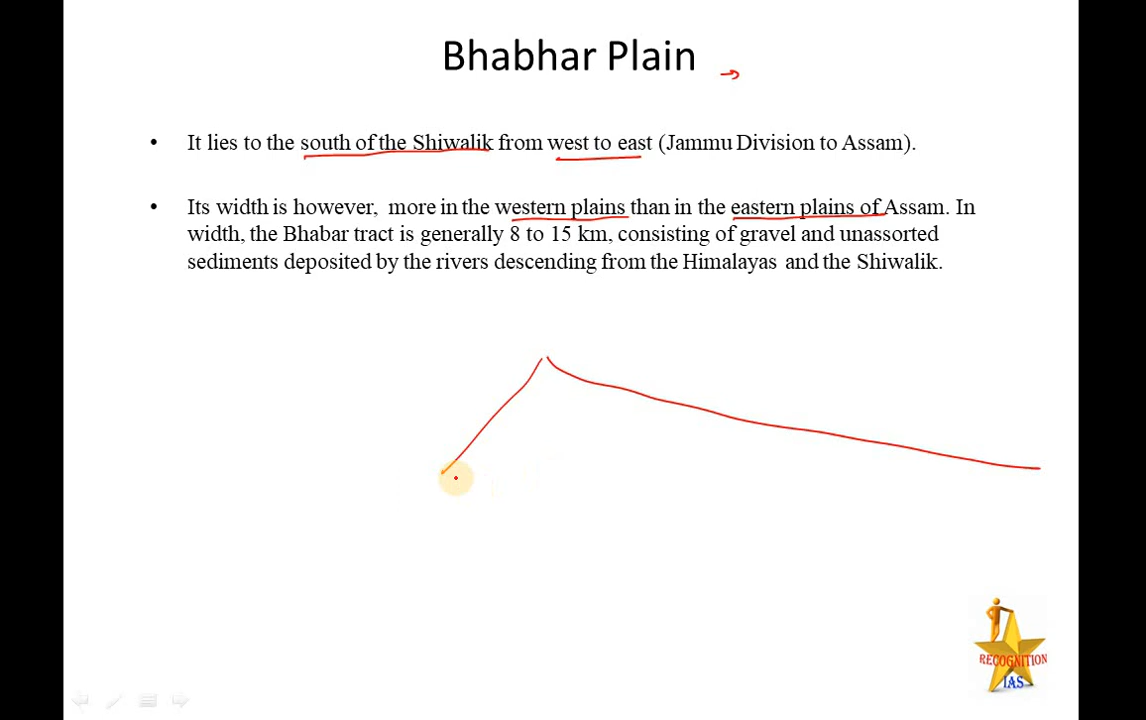 Bhabhar Plain
• It lies to the south of the Shiwalik from west to east (Jammu Division to Assam).
• Its width is however, more in the western plains than in the eastern plains of Assam. In
width, the Bhabar tract is generally 8 to 15 km, consisting of gravel and unassorted
sediments deposited by the rivers descending from the Himalayas and the Shiwalik.
RECOGNITION
IAS